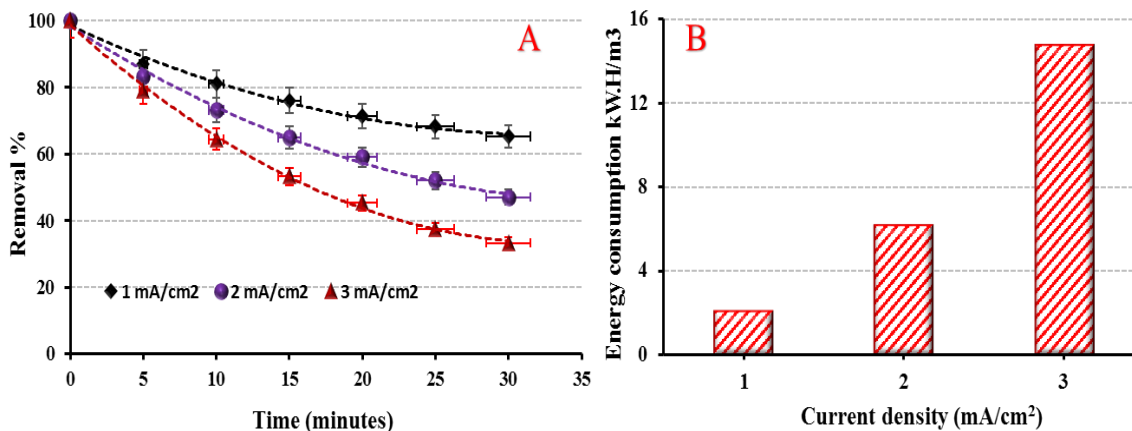 A
Removal %
100
80
60
40
20
0
1 mA/cm2 2 mA/cm2 3 mA/cm2
0 5 10 15 20 25 30 35
Time (minutes)
B
Energy consumption kW.H/m3
16
12
8
4
0
1 2 3
Current density (mA/cm²)